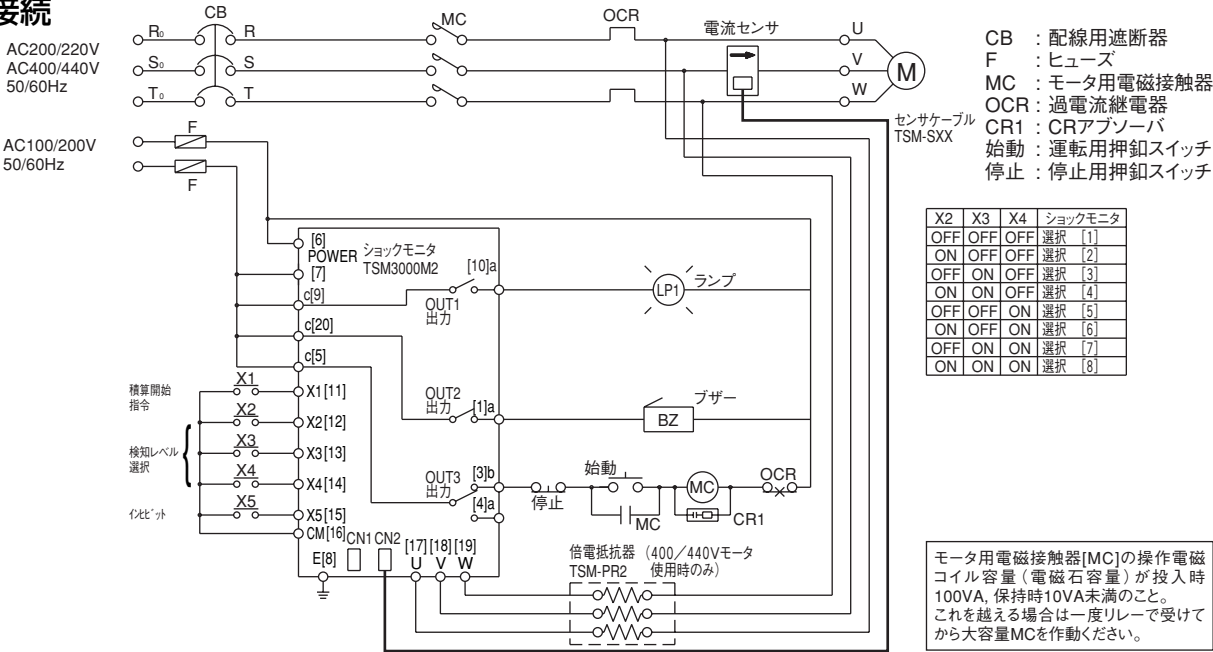 接続
CB
MC
OCR
R₀
R
S₀
S
T₀
T
AC200/220V
AC400/440V
50/60Hz
電流センサ
U
V
W
M
センサケーブル
TSM-SXX
CB ：配線用遮断器
F ：ヒューズ
MC ：モータ用電磁接触器
OCR：過電流継電器
CR1 ：CRアブソーバ
始動 ：運転用押釦スイッチ
停止 ：停止用押釦スイッチ
AC100/200V
50/60Hz
F
F
X2 X3 X4 ショックモニタ
OFF OFF OFF 選択 [1]
ON OFF OFF 選択 [2]
OFF ON OFF 選択 [3]
ON ON OFF 選択 [4]
OFF OFF ON 選択 [5]
ON OFF ON 選択 [6]
OFF ON ON 選択 [7]
ON ON ON 選択 [8]
[6]
POWER
[7]
ショックモニタ
TSM3000M2
c[9]
[10]a
OUT1
出力
LP1
ランプ
c[20]
c[5]
積算開始
指令
X1
X1[11]
OUT2
出力
[1]a
BZ
ブザー
X2
X2[12]
検知レベル
選択
X3
X3[13]
X4
X4[14]
OUT3
出力
[3]b
[4]a
停止
始動
MC
MC
CR1
OCR
インヒビット
X5
X5[15]
CM[16]
CN1 CN2
E[8]
[17] [18] [19]
U V W
倍電抵抗器（400／440Vモータ
TSM-PR2 使用時のみ）
モータ用電磁接触器[MC]の操作電磁
コイル容量（電磁石容量）が投入時
100VA, 保持時10VA未満のこと。
これを越える場合は一度リレーで受けて
から大容量MCを作動ください。